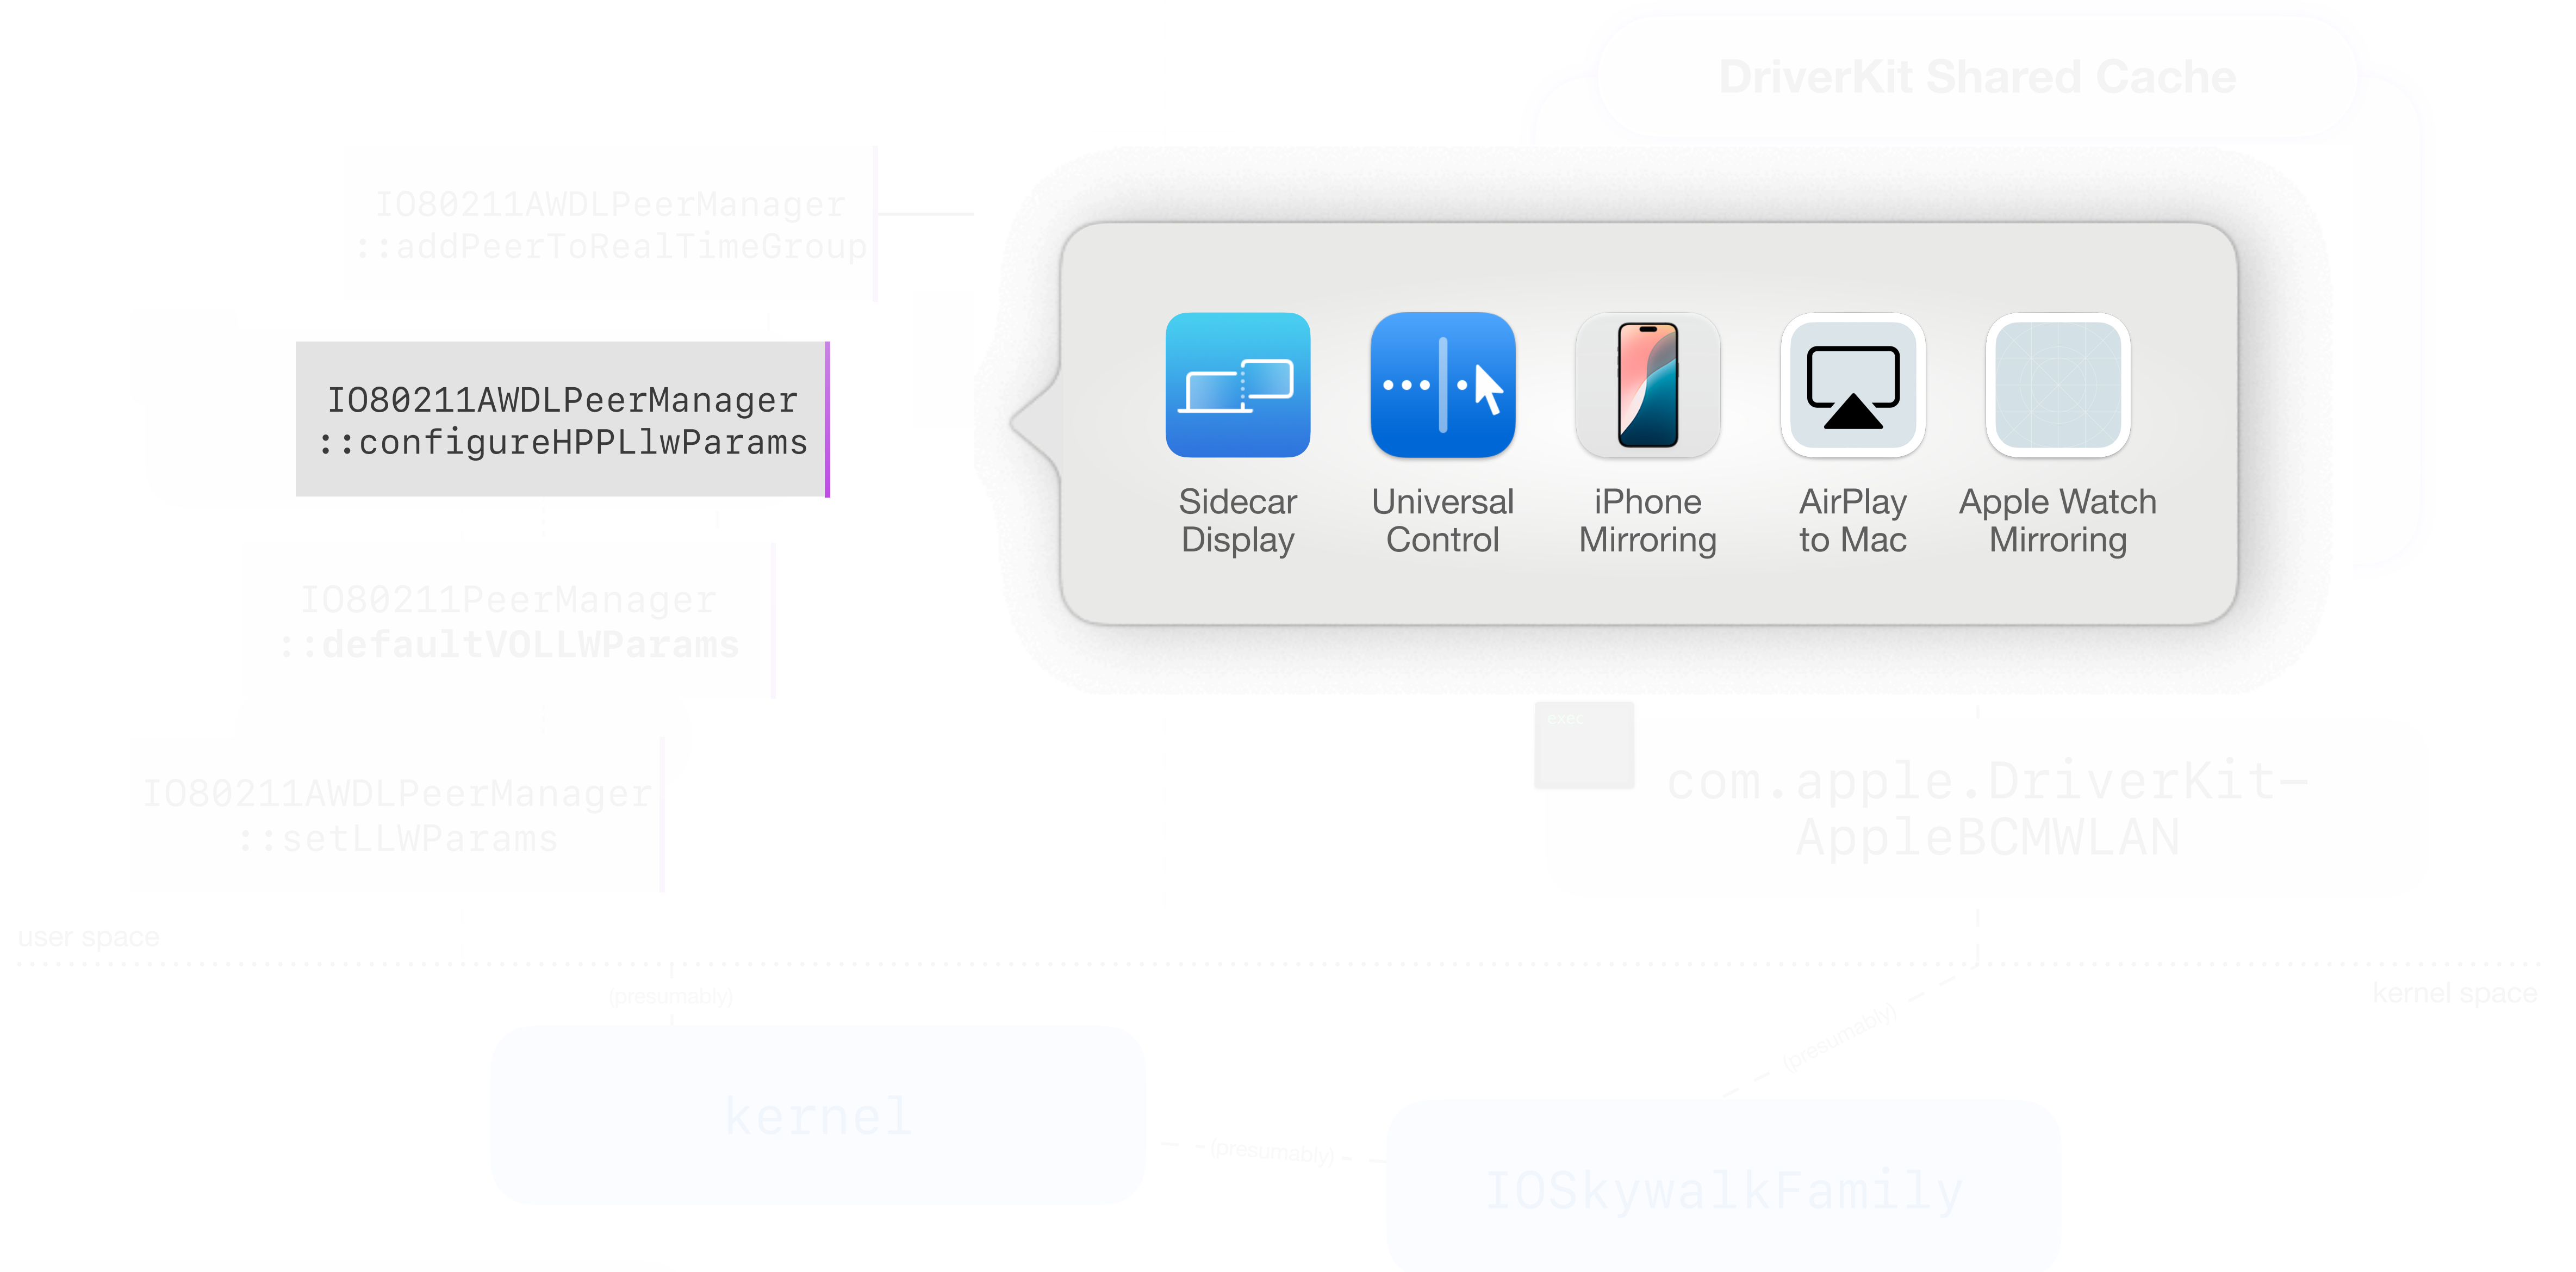 DriverKit Shared Cache
IO80211AWDLPeerManager
::addPeerToRealTimeGroup
IO80211AWDLPeerManager
::configureHPPLlwParams
Sidecar
Display
Universal
Control
iPhone
Mirroring
AirPlay
to Mac
Apple Watch
Mirroring
IO80211PeerManager
::defaultVOLLWParams
IO80211AWDLPeerManager
::setLLWParams
exec
com.apple.DriverKit-
AppleBCMWLAN
user space
kernel space
(presumably)
(presumably)
kernel
(presumably)
IOSkywalkFamily